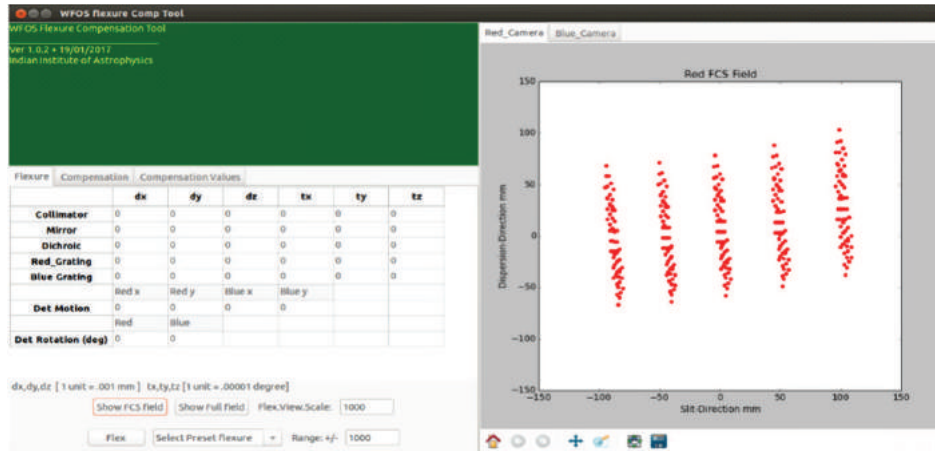 WFOS Flexure Comp Tool
WFOS Flexure Compensation Tool
Ver 1.0.2 • 19/01/2017
Indian Institute of Astrophysics
Flexure Compensation Compensation Values
dx dy dz tx ty tz
Collimator 0 0 0 0 0 0
Mirror 0 0 0 0 0 0
Dichroic 0 0 0 0 0 0
Red_Grating 0 0 0 0 0 0
Blue Grating 0 0 0 0 0 0
Red x Red y Blue x Blue y
Det Motion 0 0 0 0
Red Blue
Det Rotation (deg) 0 0
dx,dy,dz [ 1 unit = .001 mm ] tx,ty,tz [1 unit = .00001 degree]
Show FCS field Show Full field Flex.View.Scale: 1000
Flex Select Preset flexure Range: +/- 1000
Red_Camera Blue_Camera
Red FCS Field
150
100
50
0
−50
−100
−150
−150 −100 −50 0 50 100 150
Dispersion-Direction mm
Slit-Direction mm